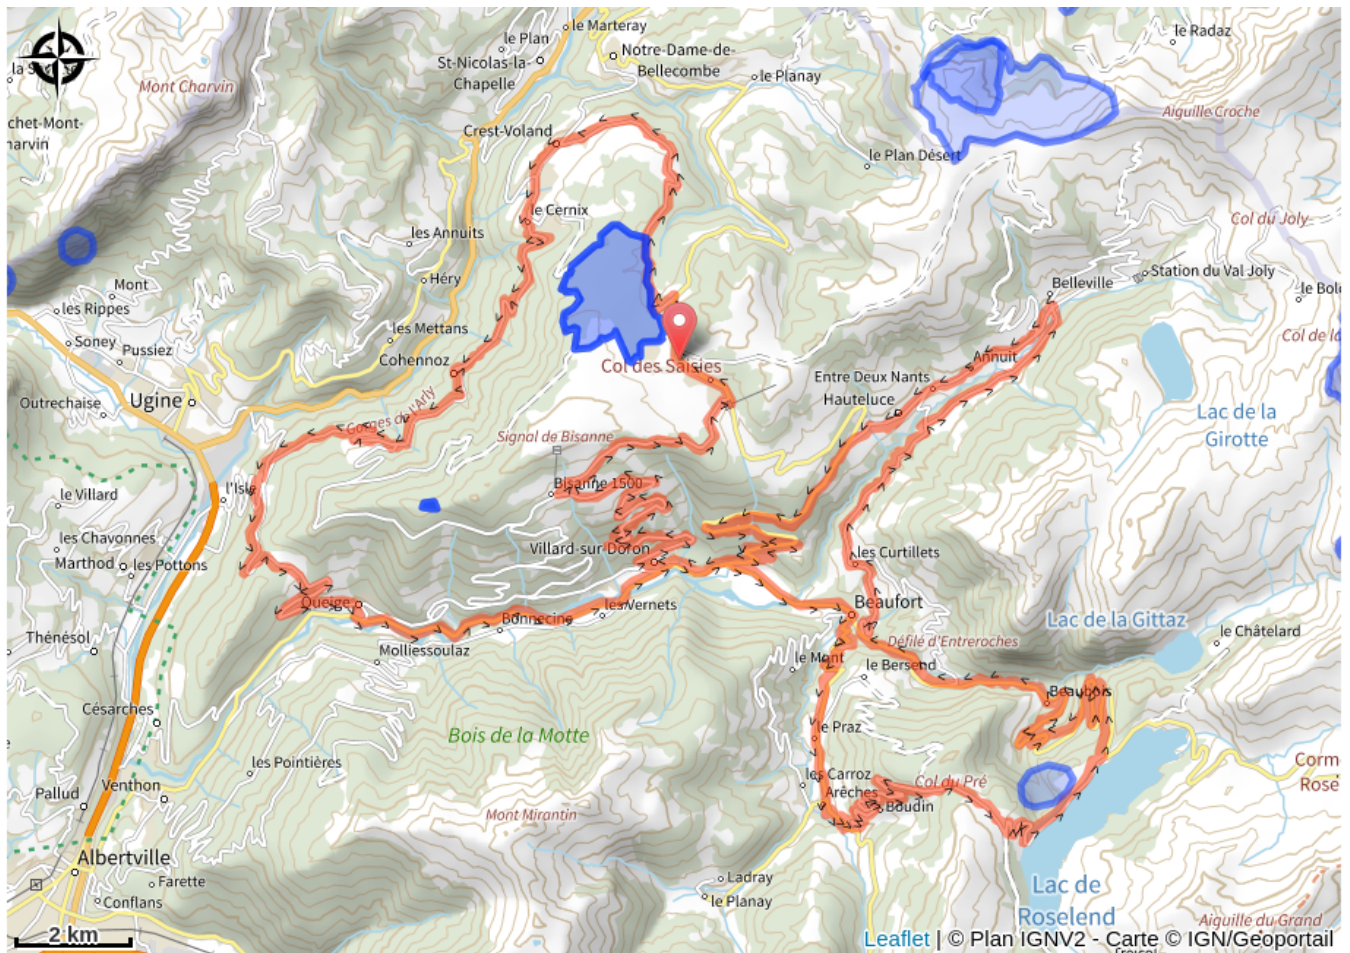 le Marteray
le Radaz
le Plan
Notre-Dame-de-
Bellecombe
St-Nicolas-la-
Chapelle
le Planay
Mont Charvin
Aiguille Croche
chet-Mont-
harvin
Crest-Voland
le Plan Désert
le Cernix
Col du Joly
les Annuits
Station du Val Joly
Belleville
Héry
Mont
les Rippes
les Mettans
Soney
Pussiez
Cohennoz
Annuit
Col des Saisies
Entre Deux Nants
Hauteluce
Outrechaise
Ugine
Gorges de l'Arly
Lac de la
Girotte
Signal de Bisanne
Bisanne 1500
l'Isle
le Villard
les Chavonnes
Marthod
les Pottons
Villard-sur-Doron
les Curtillets
Queige
les Vernets
Beaufort
Bonnecine
Lac de la Gittaz
le Châtelard
Thénésol
Molliessoulaz
Défilé d'Entreroches
le Mont
le Bersend
Beaubois
Césarches
Bois de la Motte
le Praz
les Pointières
Venthon
Pallud
les Carroz
Arêches
Col du Pré
Boudin
Corm
Rose
Mont Mirantin
Albertville
Farette
Conflans
Ladray
le Planay
Lac de
Roselend
Aiguille du Grand
2 km
Leaflet | © Plan IGNV2 - Carte © IGN/Geoportail